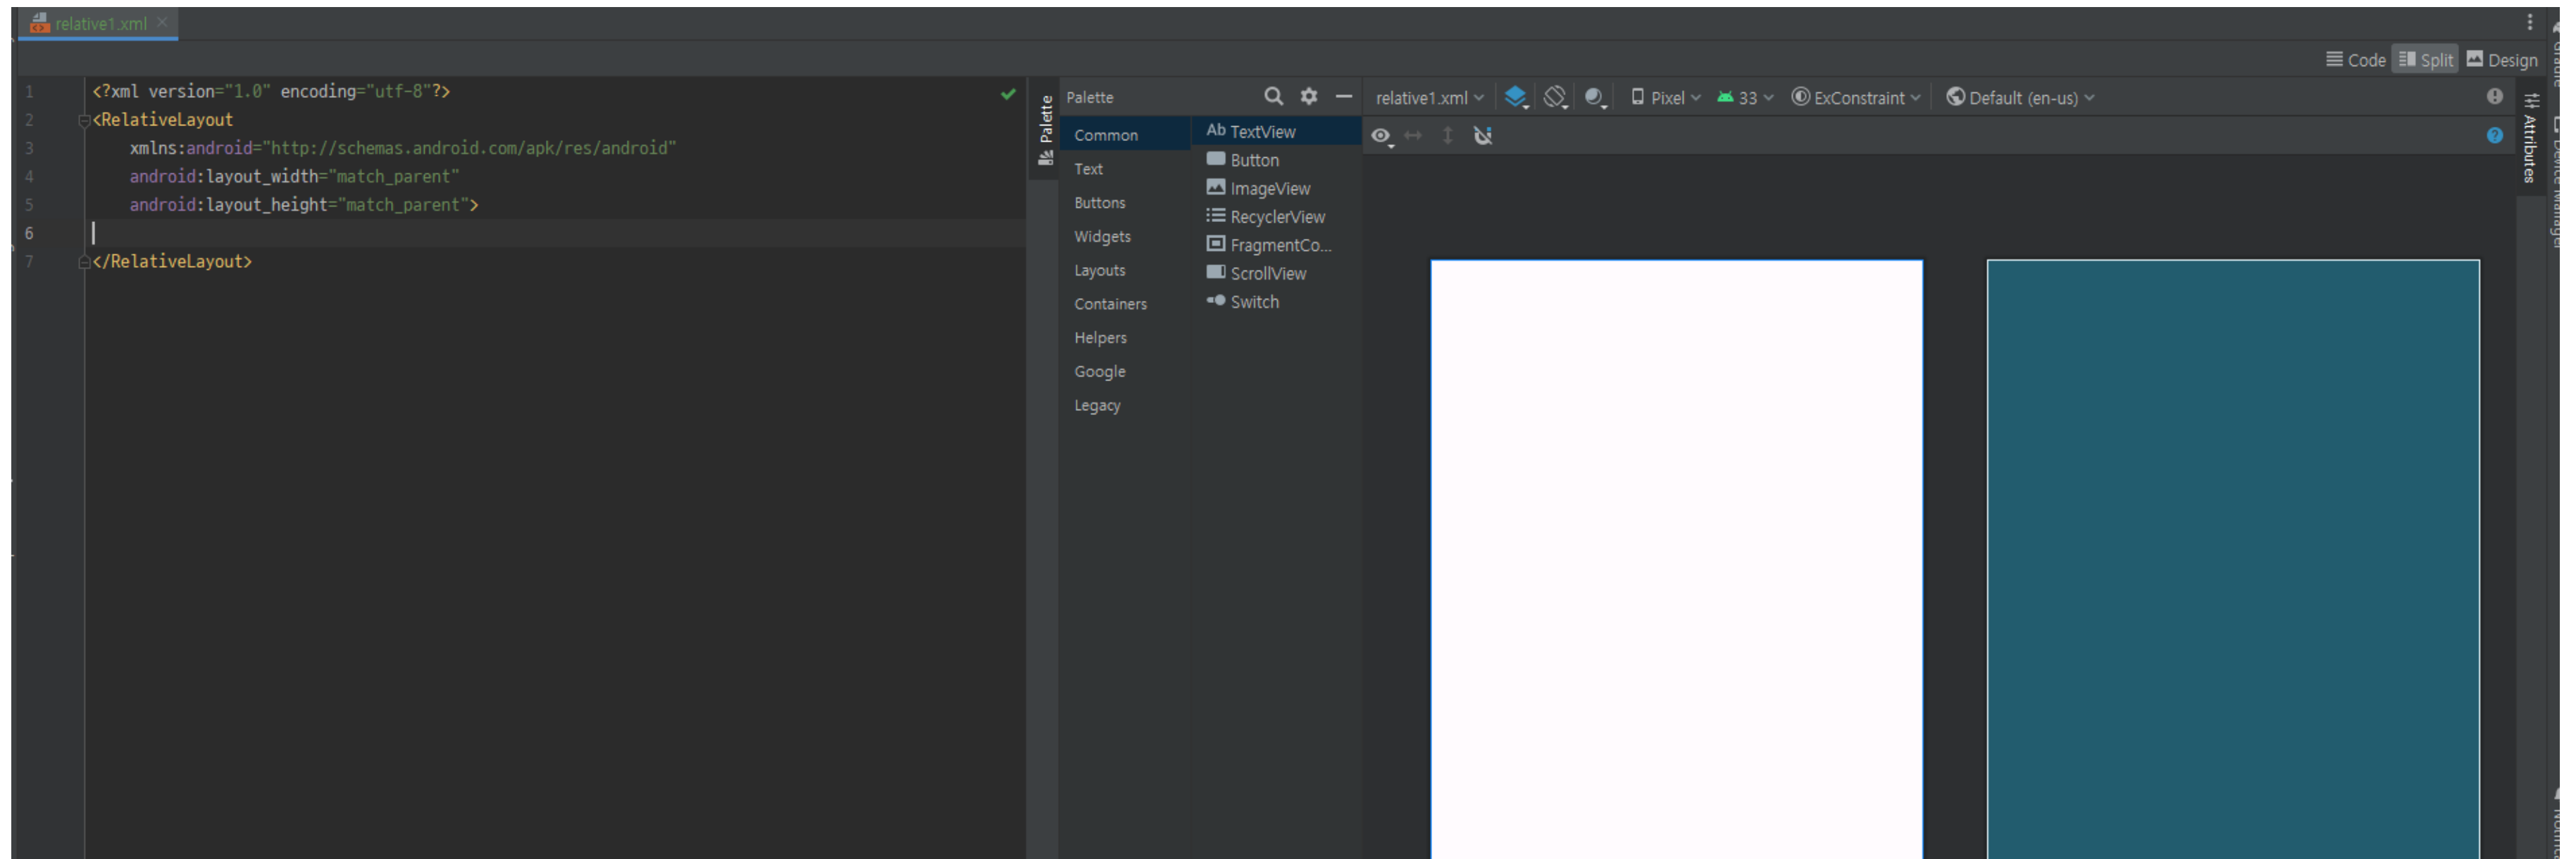 relative1.xml
Code Split Design
1 <?xml version="1.0" encoding="utf-8"?>
2 <RelativeLayout
3 xmlns:android="http://schemas.android.com/apk/res/android"
4 android:layout_width="match_parent"
5 android:layout_height="match_parent">
6
7 </RelativeLayout>
Palette
Palette
Common
Text
Buttons
Widgets
Layouts
Containers
Helpers
Google
Legacy
Ab TextView
Button
ImageView
RecyclerView
FragmentCo...
ScrollView
Switch
relative1.xml Pixel 33 ExConstraint Default (en-us)
Attributes
Gradle
Device Manager